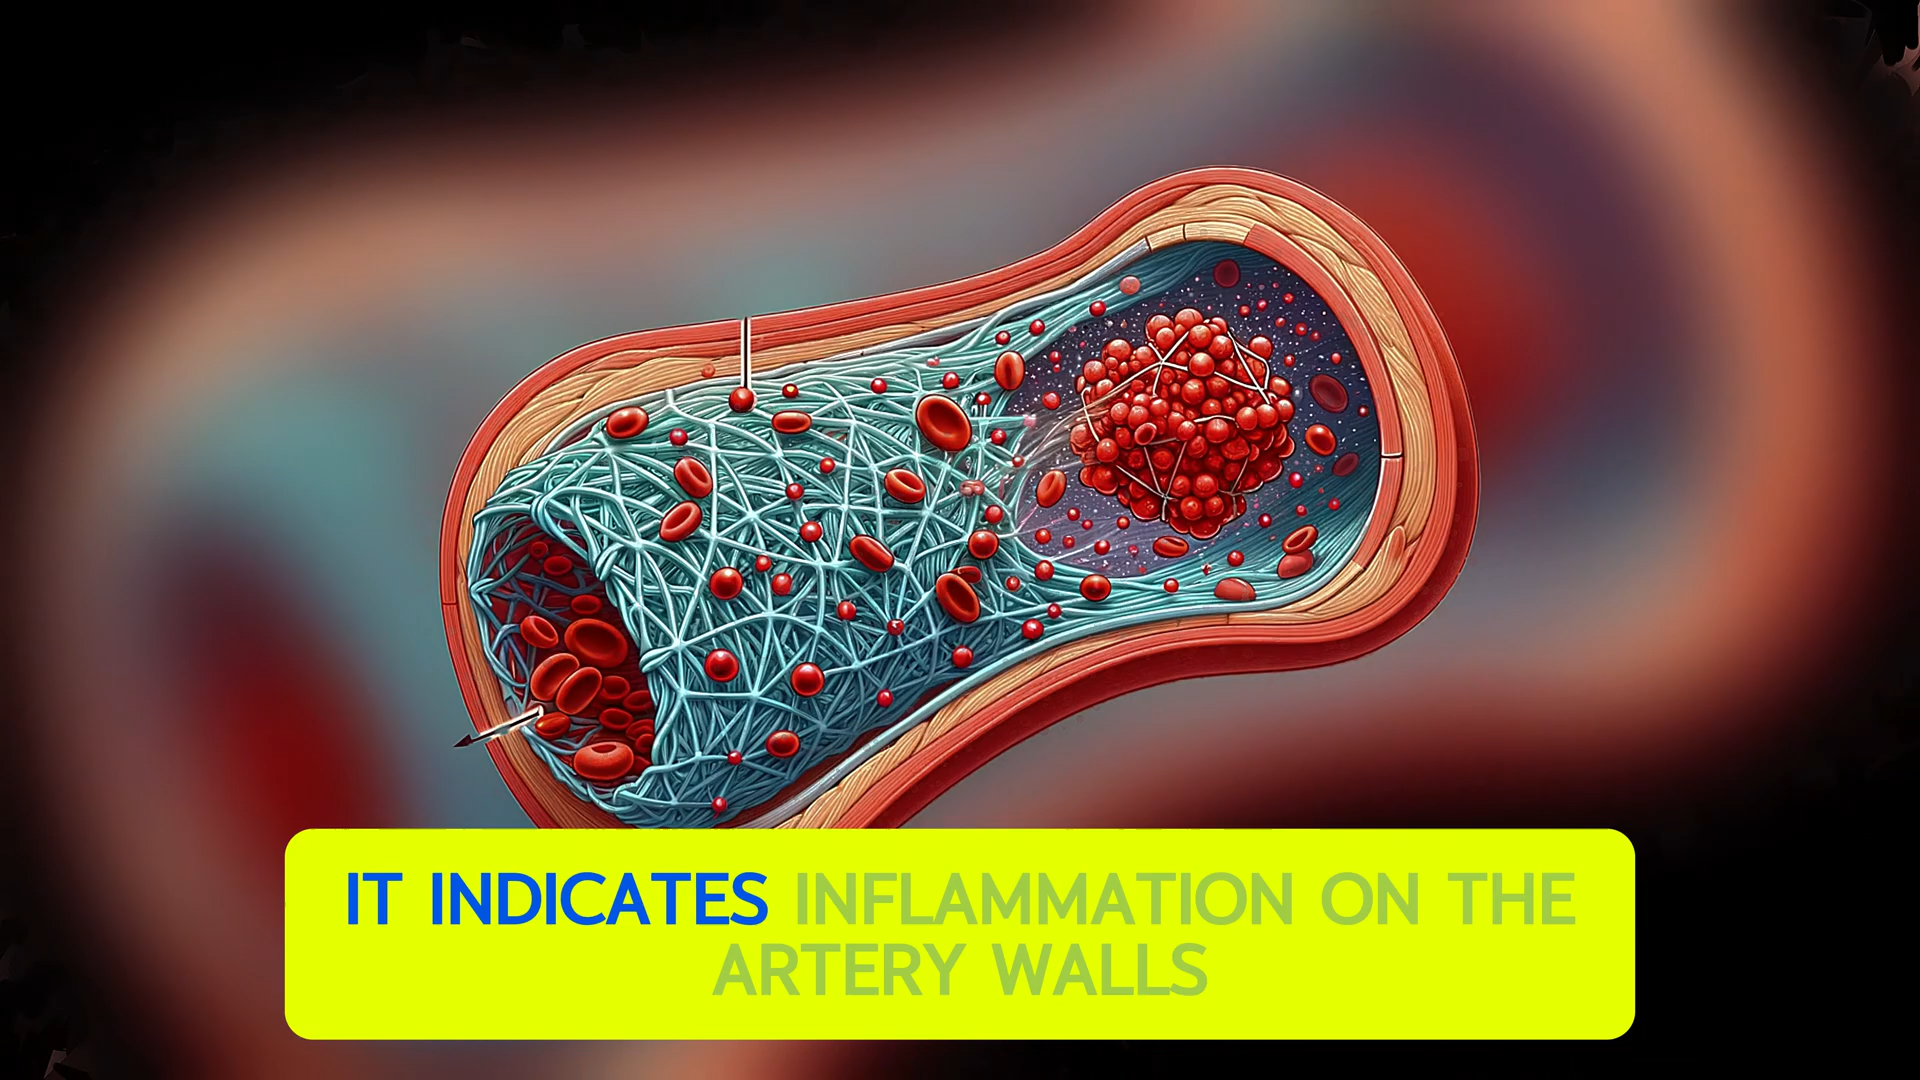 IT INDICATES INFLAMMATION ON THE
ARTERY WALLS